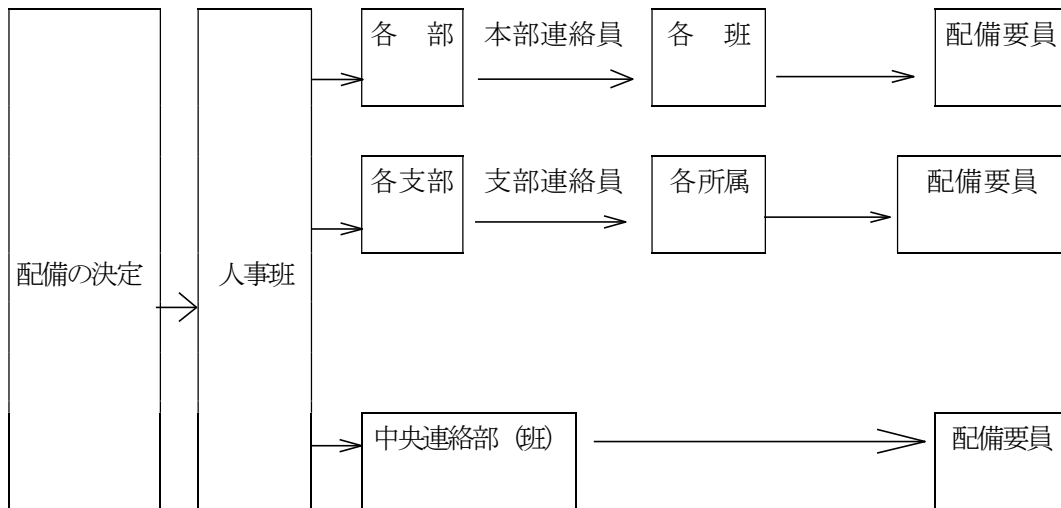 各　部
本部連絡員
各　班
配備要員
各支部
支部連絡員
各所属
配備要員
配備の決定
人事班
中央連絡部（班）
配備要員